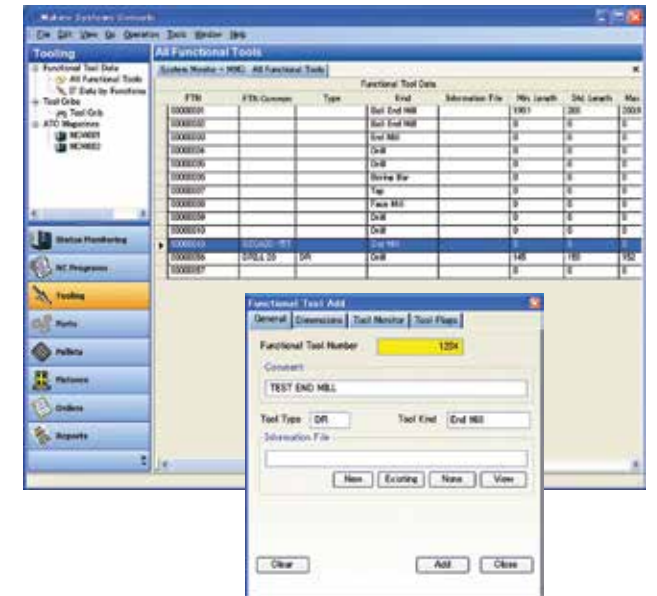 Makino Systems Console
File Edit View Go Operation Tools Window Help
Tooling
All Functional Tools
Functional Tool Data
All Functional Tools
Tool Cribs
Tool Crib
ATC Magazines
Functional Tool Data
FTN FTN Comment Type Kind Information File Min. Length Std. Length Max
Ball End Mill
Ball End Mill
End Mill
Drill
Drill
Boring Bar
Tap
Face Mill
Drill
Drill
End Mill
DRILL 20 DR Drill 145 150 152
Status Monitoring
NC Programs
Tooling
Parts
Pallets
Fixtures
Orders
Reports
Functional Tool Add
General Dimensions Tool Monitor Tool Flags
Functional Tool Number 1234
Comment
TEST END MILL
Tool Type DR Tool Kind End Mill
Information File
New Existing None View
Clear Add Close